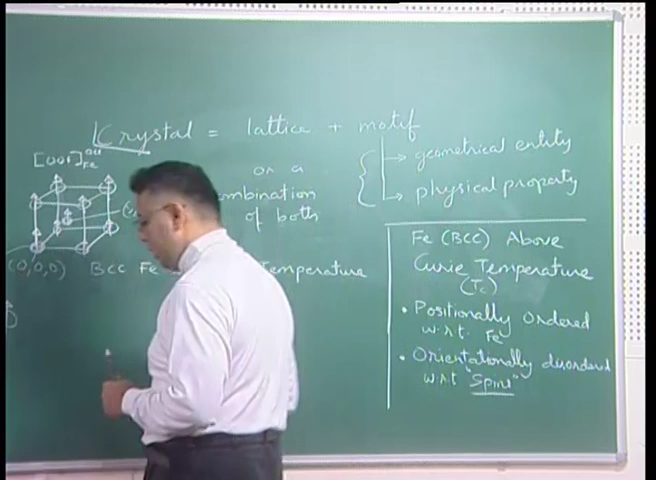 Crystal = lattice + motif
geometrical entity
or a
physical property
of both
[001]
Fe
(0,0,0) BCC Fe Temperature
Fe (BCC) Above
Curie Temperature
(Tc)
• Positionally Ordered
w.r.t. Fe
• Orientationally disordered
w.r.t "Spins"